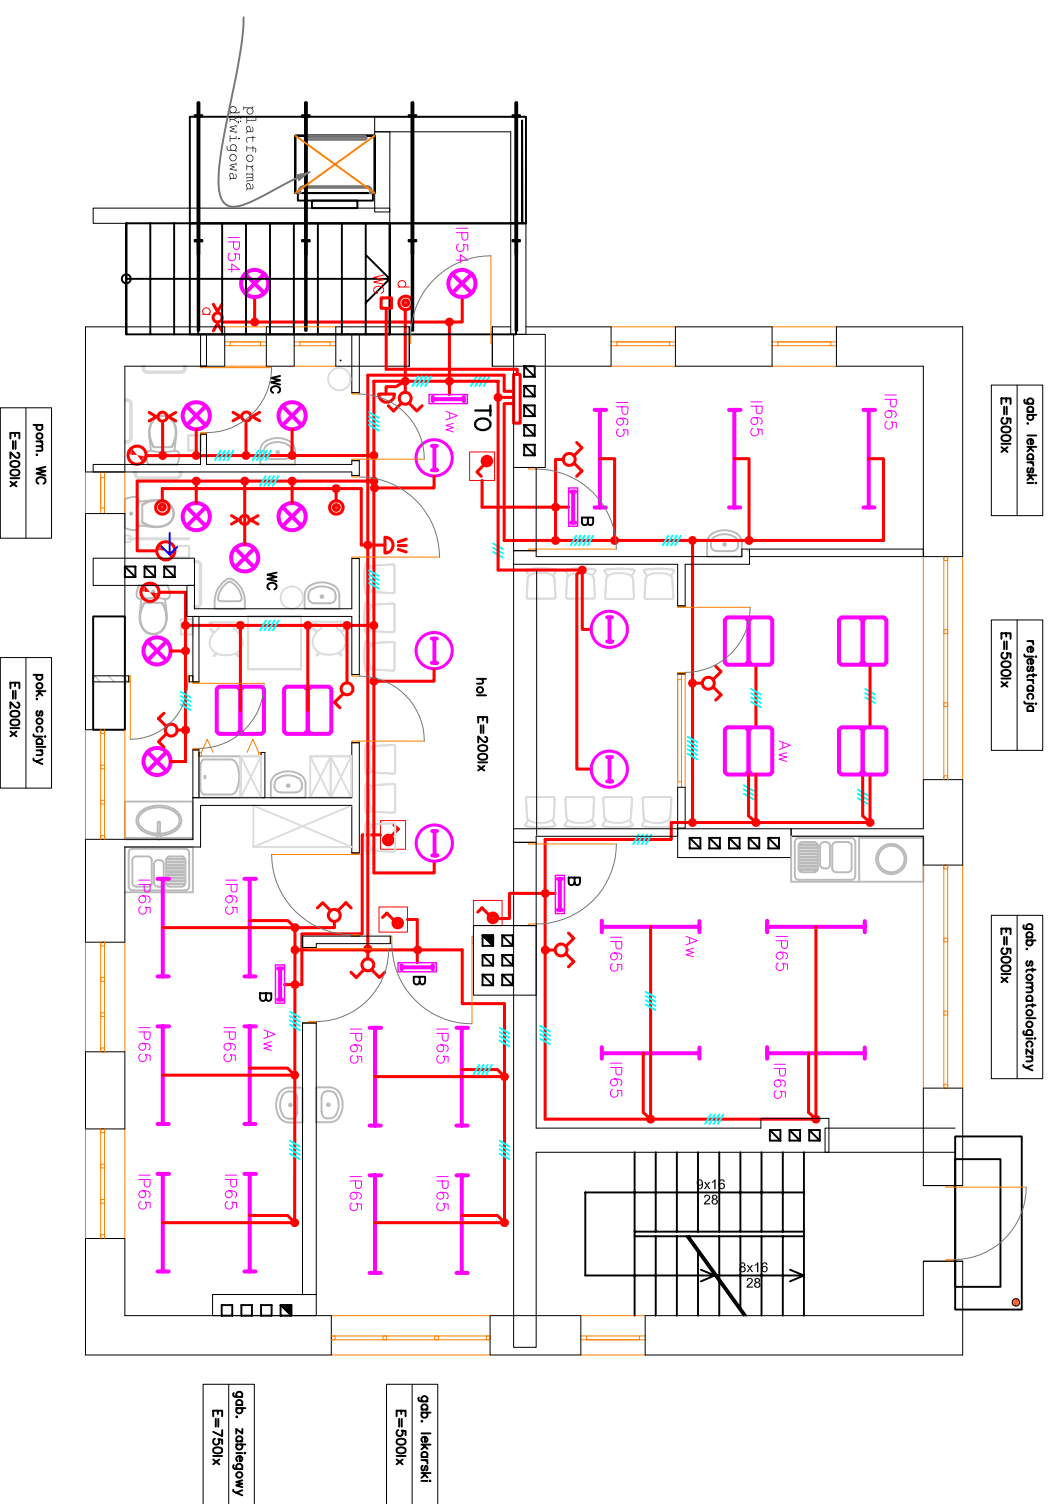 gab. lekarski
E=500lx
rejestracja
E=500lx
gab. stomatologiczny
E=500lx
pom. WC
E=200lx
pok. socjalny
E=200lx
gab. zabiegowy
E=750lx
gab. lekarski
E=500lx
platforma
dźwigowa
IP54
IP54
WC
d
d
WC
WC
Aw
TO
B
IP65
IP65
IP65
hol E=200lx
Aw
B
IP65
Aw
IP65
IP65
IP65
B
B
IP65
IP65
IP65
IP65
Aw
IP65
IP65
IP65
IP65
IP65
IP65
9x16
28
8x16
28